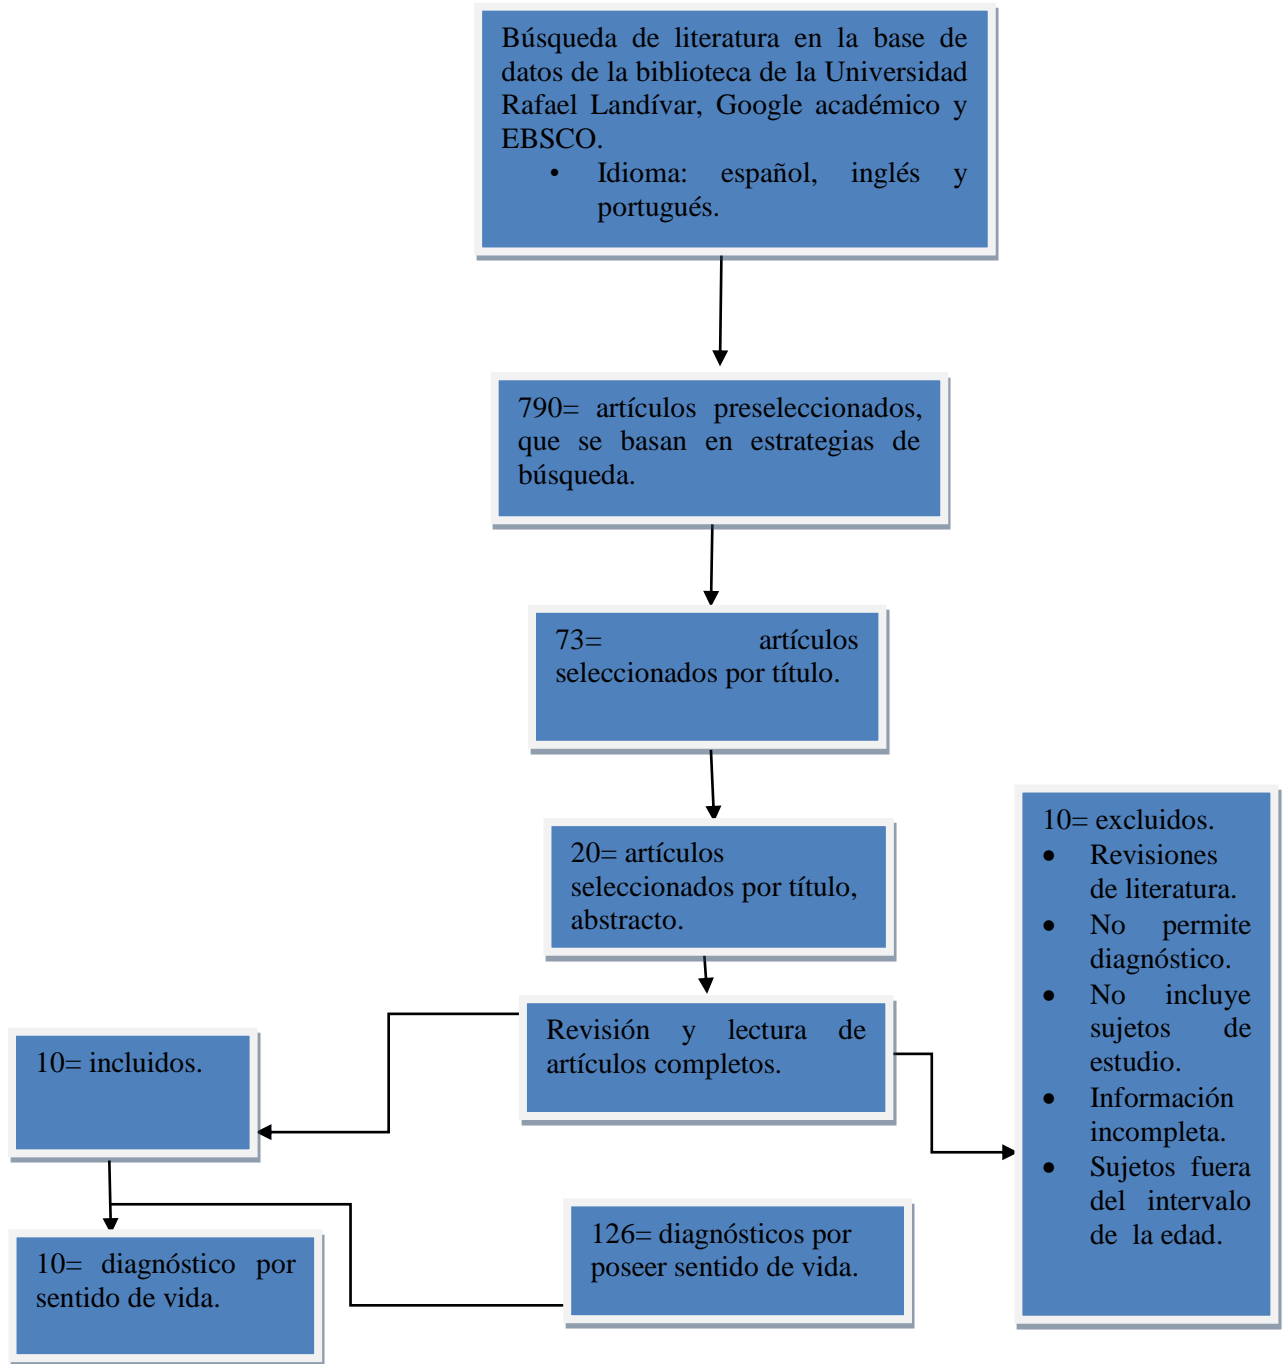 Búsqueda de literatura en la base de
datos de la biblioteca de la Universidad
Rafael Landívar, Google académico y
EBSCO.
• Idioma: español, inglés y
portugués.
790= artículos preseleccionados,
que se basan en estrategias de
búsqueda.
73= artículos
seleccionados por título.
20= artículos
seleccionados por título,
abstracto.
Revisión y lectura de
artículos completos.
10= incluidos.
10= excluidos.
• Revisiones
de literatura.
• No permite
diagnóstico.
• No incluye
sujetos de
estudio.
• Información
incompleta.
• Sujetos fuera
del intervalo
de la edad.
10= diagnóstico por
sentido de vida.
126= diagnósticos por
poseer sentido de vida.